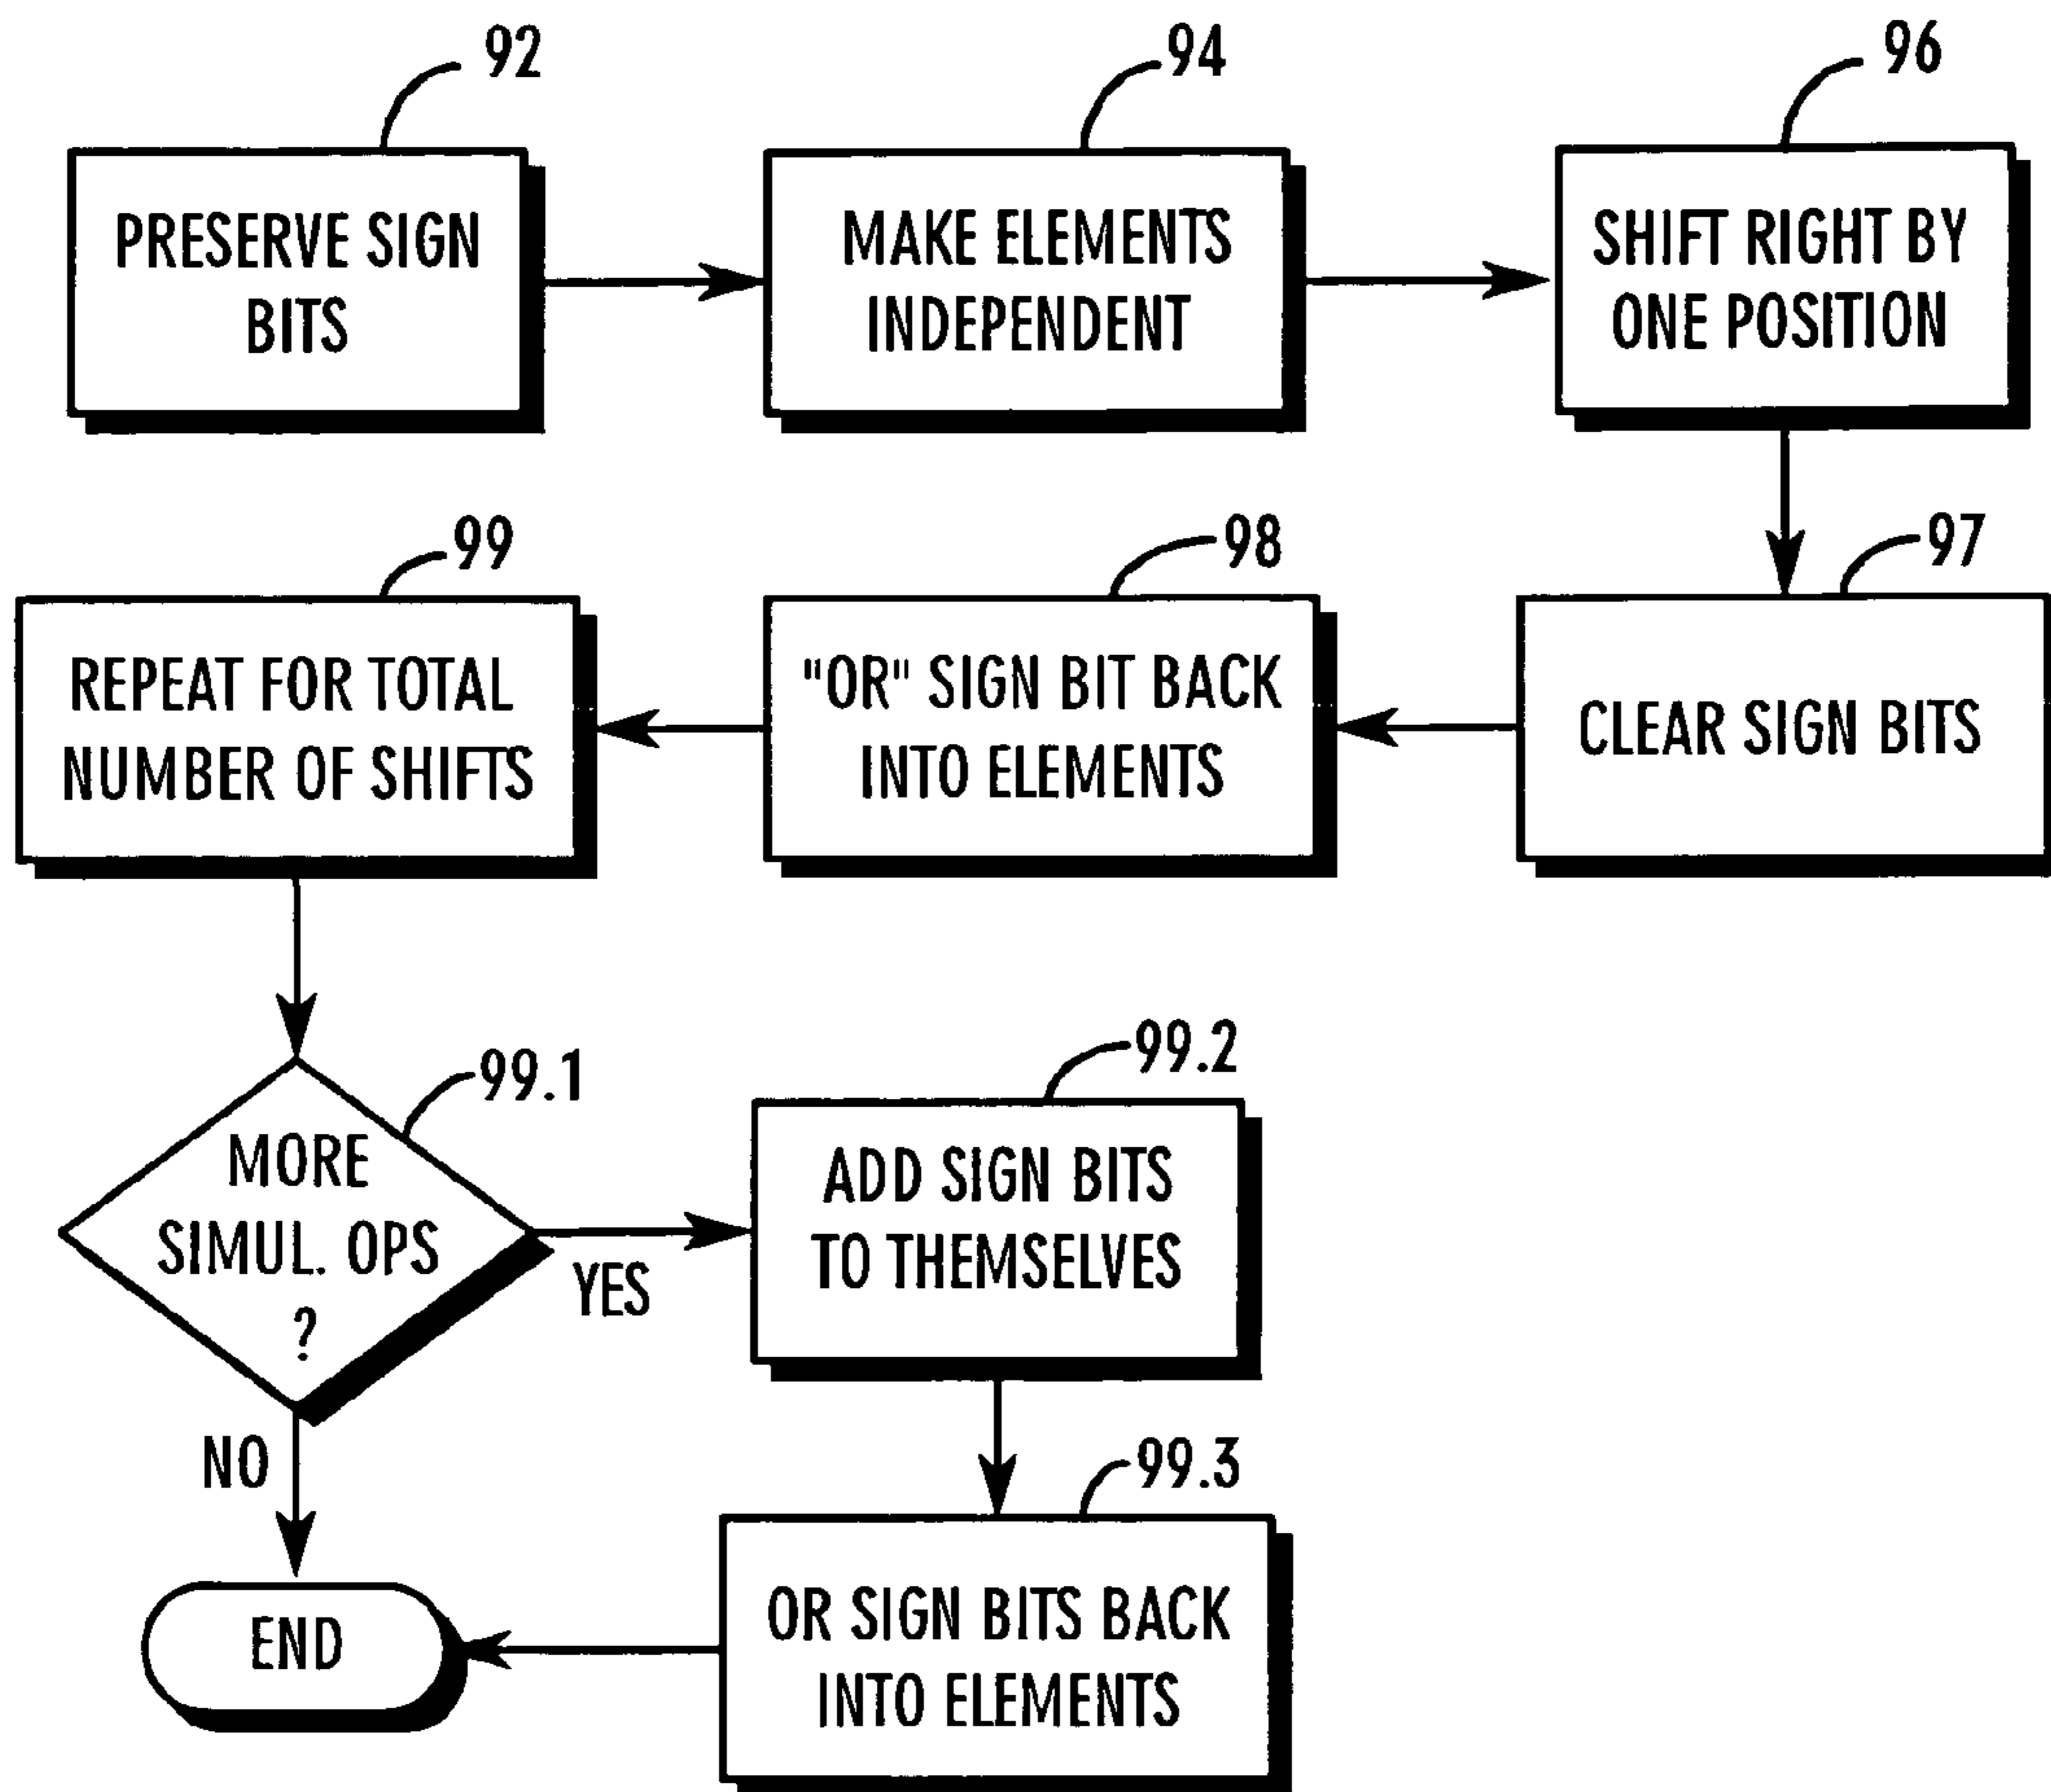 92
PRESERVE SIGN
BITS
94
MAKE ELEMENTS
INDEPENDENT
96
SHIFT RIGHT BY
ONE POSITION
97
CLEAR SIGN BITS
98
"OR" SIGN BIT BACK
INTO ELEMENTS
99
REPEAT FOR TOTAL
NUMBER OF SHIFTS
99.1
MORE
SIMUL. OPS
?
YES
NO
99.2
ADD SIGN BITS
TO THEMSELVES
99.3
OR SIGN BITS BACK
INTO ELEMENTS
END